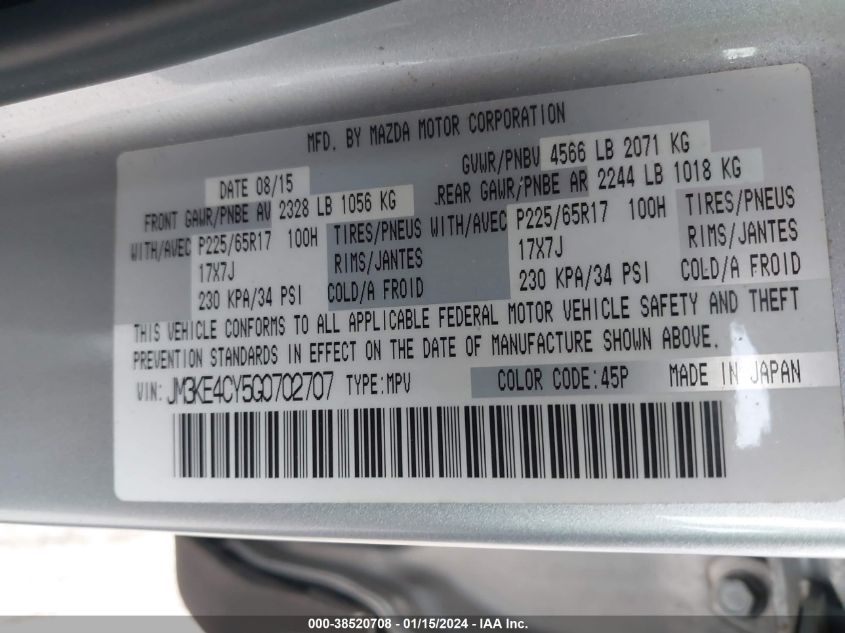 MFD. BY MAZDA MOTOR CORPORATION
DATE 08/15 GVWR/PNBV 4566 LB 2071 KG
FRONT GAWR/PNBE AV 2328 LB 1056 KG REAR GAWR/PNBE AR 2244 LB 1018 KG
WITH/AVEC P225/65R17 100H TIRES/PNEUS WITH/AVEC P225/65R17 100H TIRES/PNEUS
17X7J RIMS/JANTES 17X7J RIMS/JANTES
230 KPA/34 PSI COLD/A FROID 230 KPA/34 PSI COLD/A FROID
THIS VEHICLE CONFORMS TO ALL APPLICABLE FEDERAL MOTOR VEHICLE SAFETY AND THEFT
PREVENTION STANDARDS IN EFFECT ON THE DATE OF MANUFACTURE SHOWN ABOVE.
VIN: JM3KE4CY5G0702707 TYPE:MPV COLOR CODE:45P MADE IN JAPAN
000-38520708 - 01/15/2024 - IAAI.com